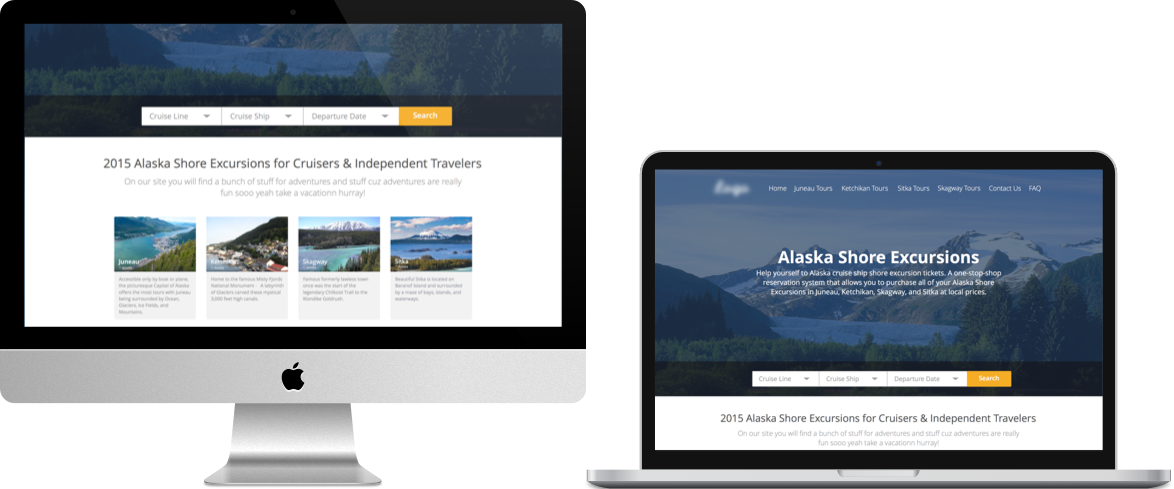 Cruise Line
Cruise Ship
Departure Date
Search
2015 Alaska Shore Excursions for Cruisers & Independent Travelers
On our site you will find a bunch of stuff for adventures and stuff cuz adventures are really
fun sooo yeah take a vacationn hurray!
Juneau
Accessible only by boat or plane,
the picturesque Capital of Alaska
offers the most tours with Juneau
being surrounded by Ocean,
Glaciers, Ice Fields, and
Mountains.
Ketchikan
Home to the famous Misty Fjords
National Monument - A labyrinth
of Glaciers carved these mystical
3,000 feet high canals.
Skagway
Famous formerly lawless town
once was the start of the
legendary Chilkoot Trail to the
Klondike Goldrush.
Sitka
Beautiful Sitka is located on
Baranof Island and surrounded
by a maze of bays, islands, and
waterways.
Logo
Home
Juneau Tours
Ketchikan Tours
Sitka Tours
Skagway Tours
Contact Us
FAQ
Alaska Shore Excursions
Help yourself to Alaska cruise ship shore excursion tickets. A one-stop-shop
reservation system that allows you to purchase all of your Alaska Shore
Excursions in Juneau, Ketchikan, Skagway, and Sitka at local prices.
Cruise Line
Cruise Ship
Departure Date
Search
2015 Alaska Shore Excursions for Cruisers & Independent Travelers
On our site you will find a bunch of stuff for adventures and stuff cuz adventures are really
fun sooo yeah take a vacationn hurray!